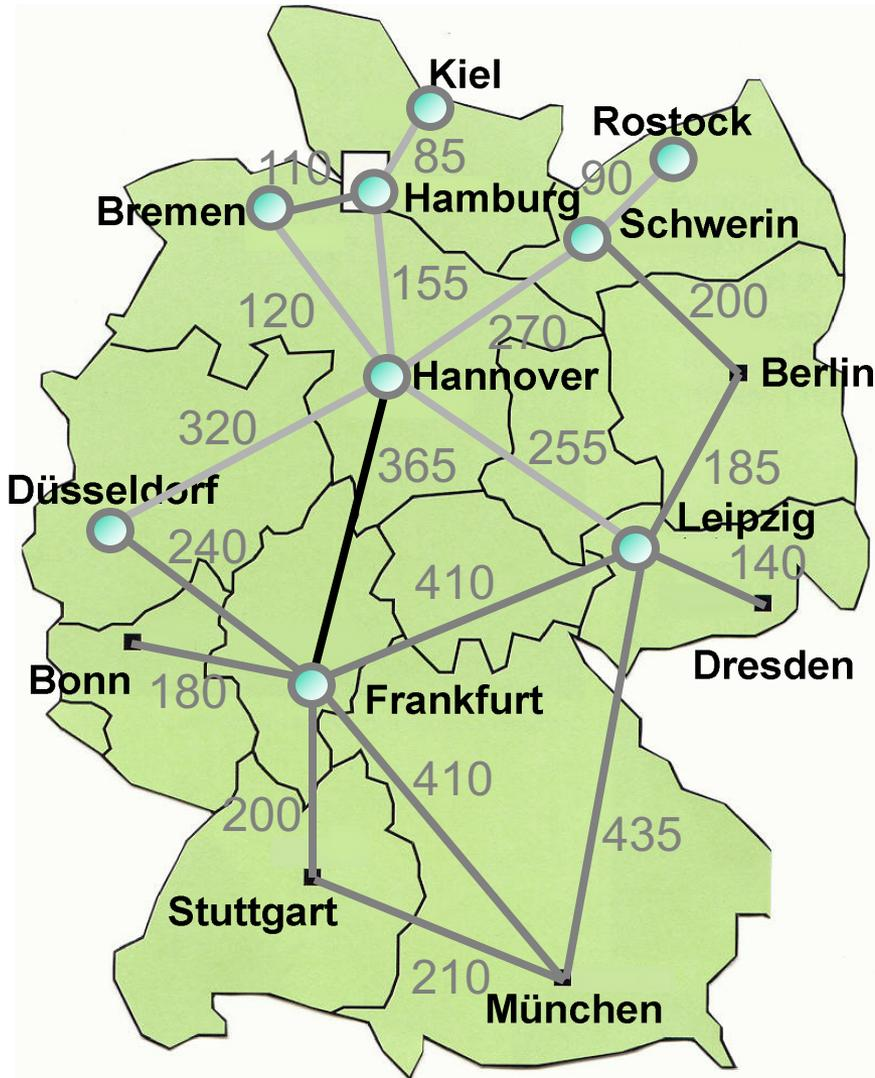 Kiel
Rostock
110
85
90
Bremen
Hamburg
Schwerin
155
200
120
270
Hannover
Berlin
320
365
255
185
Düsseldorf
Leipzig
240
410
140
Bonn
180
Frankfurt
Dresden
410
200
435
Stuttgart
210
München